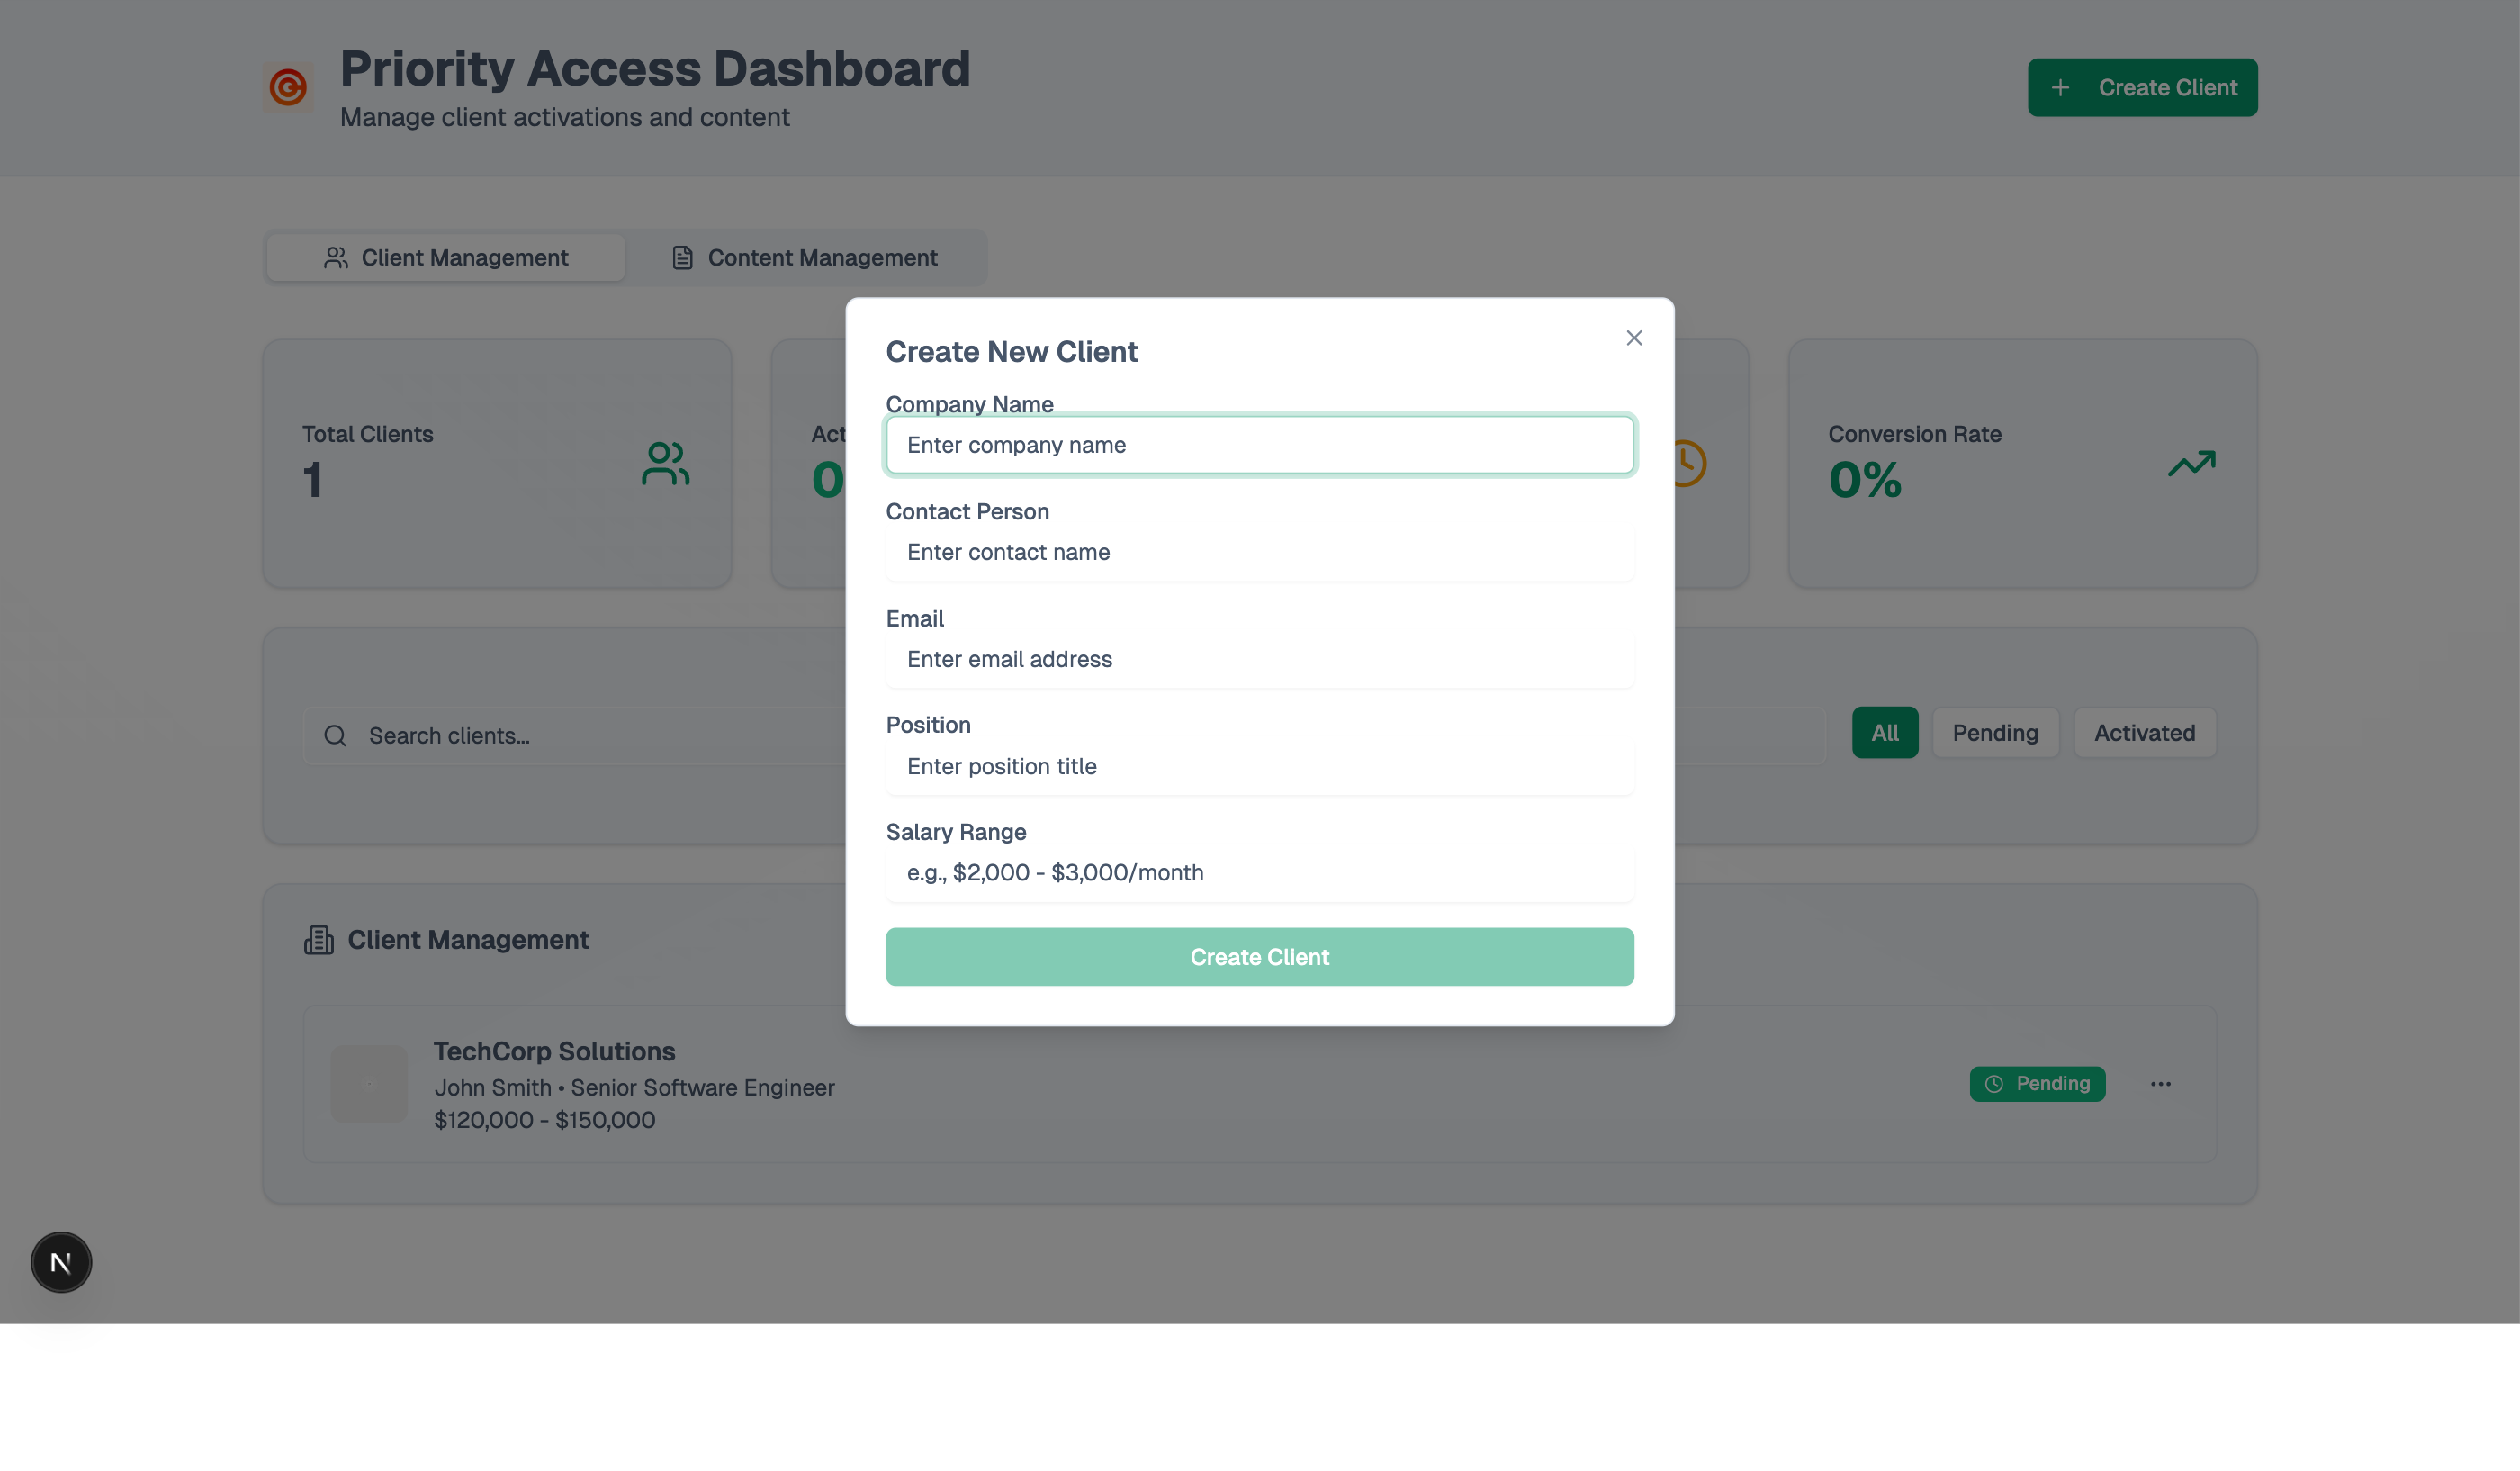 Priority Access Dashboard
Manage client activations and content
Create Client
Client Management
Content Management
Total Clients
1
Act
0
Conversion Rate
0%
Create New Client
Company Name
Enter company name
Contact Person
Enter contact name
Email
Enter email address
Position
Enter position title
Salary Range
e.g., $2,000 - $3,000/month
Create Client
Search clients...
All
Pending
Activated
Client Management
TechCorp Solutions
John Smith • Senior Software Engineer
$120,000 - $150,000
Pending
N